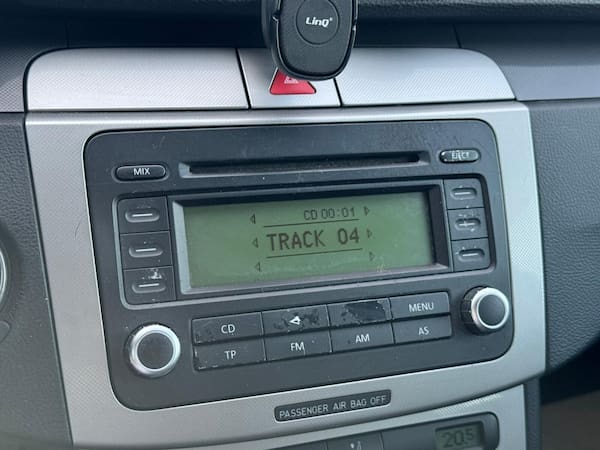 LinQ
MIX
EJECT
CD 00:01
TRACK 04
CD
MENU
TP
FM
AM
AS
PASSENGER AIR BAG OFF
20.5